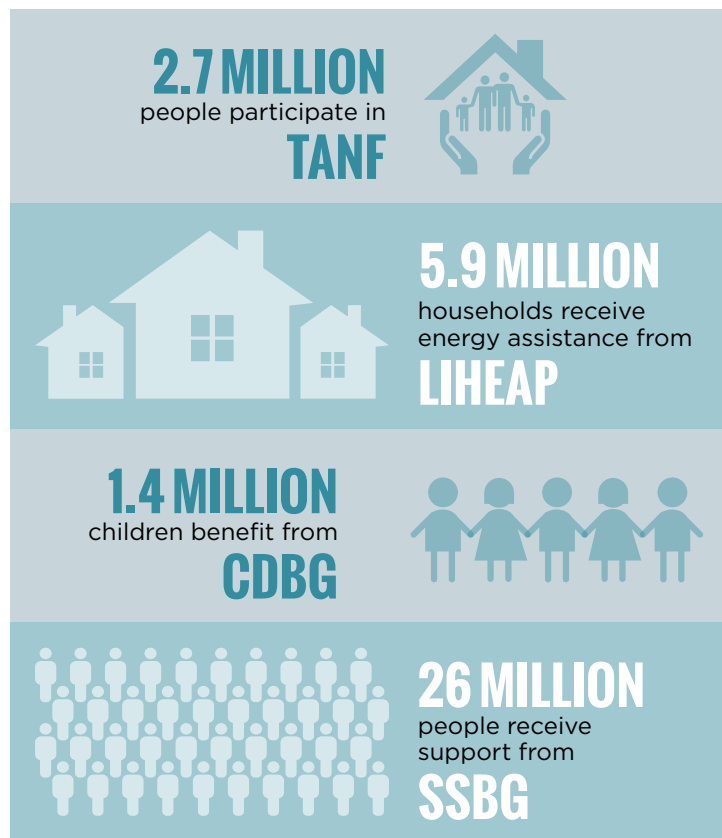 2.7 MILLION
people participate in
TANF
5.9 MILLION
households receive
energy assistance from
LIHEAP
1.4 MILLION
children benefit from
CDBG
26 MILLION
people receive
support from
SSBG